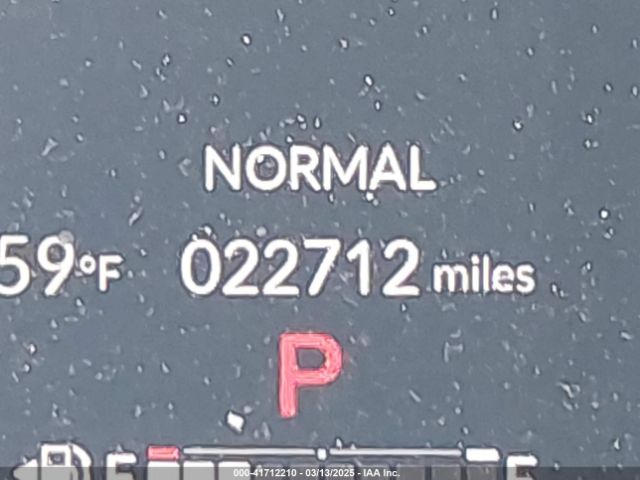 NORMAL
59°F 022712 miles
P
E F
000-41712210 - 03/13/2025 - IAA Inc.